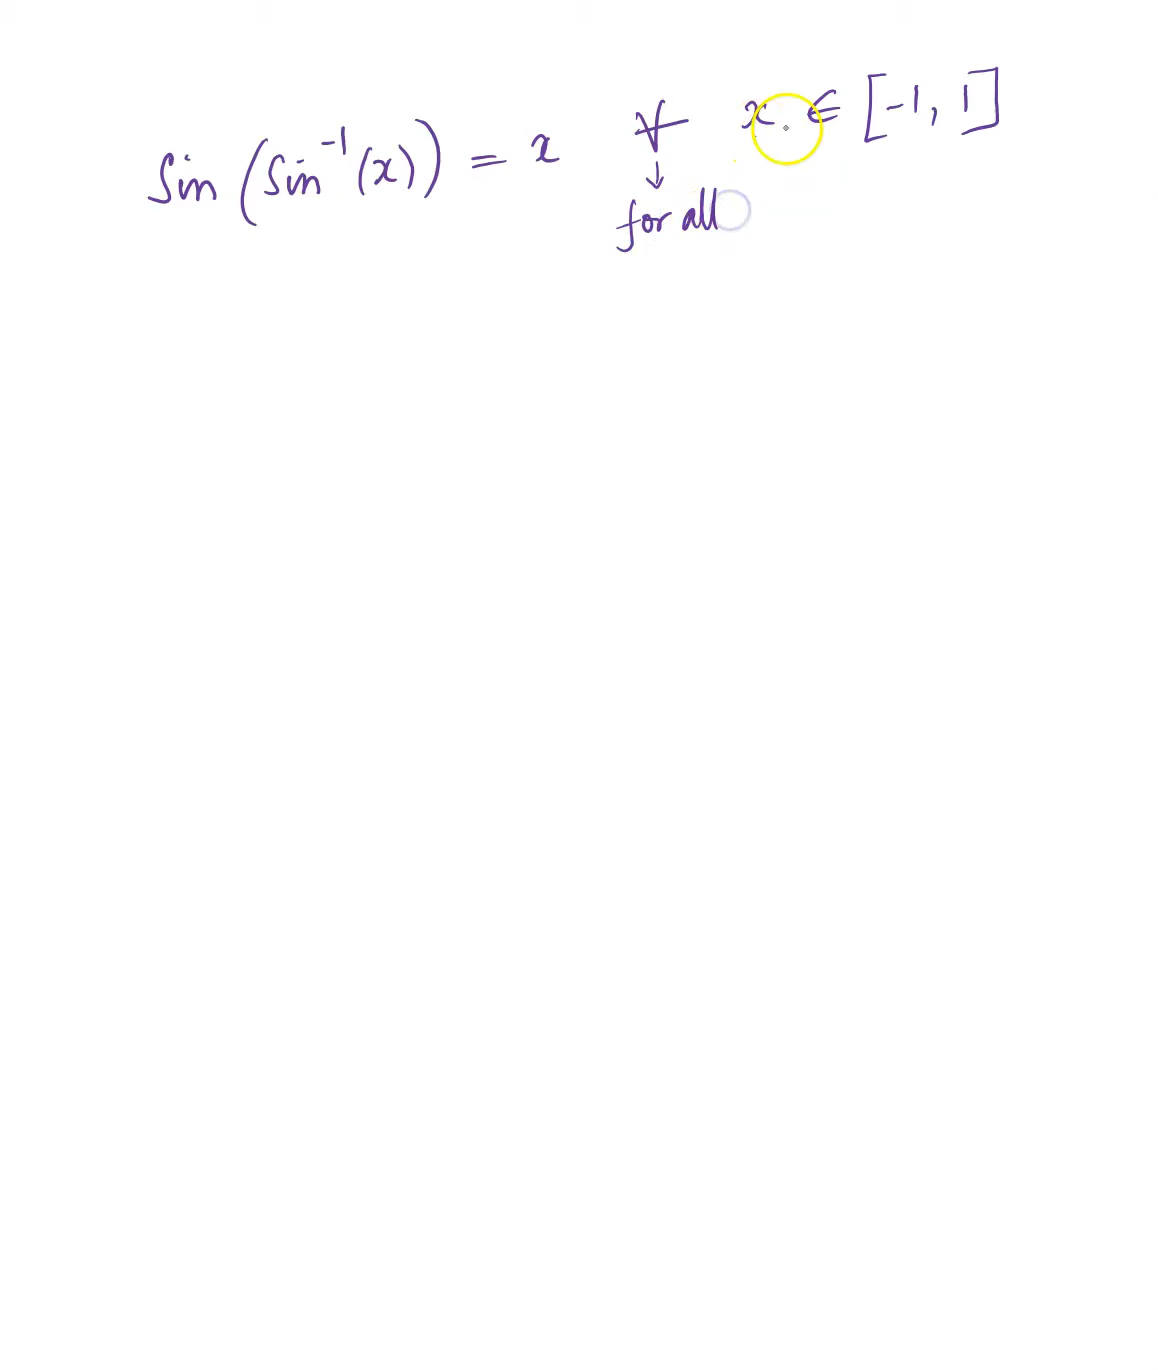 Sin (Sin⁻¹(x)) = x ∀ x ∈ [-1, 1]
↓
for all